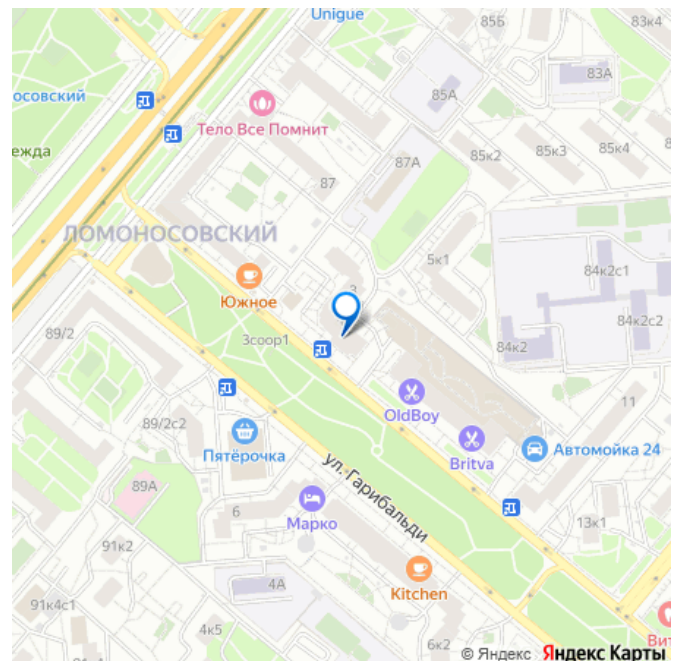 Unigue
85Б
83к4
осовский
85А
83А
Тело Все Помнит
ежда
87А
85к2
85к3
85к4
8
87
ЛОМОНОСОВСКИЙ
5к1
84к2с1
3
Южное
84к2с2
89/2
3соор1
84к2
OldBoy
11
89/2с2
Пятёрочка
Britva
Автомойка 24
ул. Гарибальди
89А
6
Марко
13к1
91к2
Kitchen
4А
91к4с1
4к5
6к2
Вит
© Яндекс Яндекс Карты